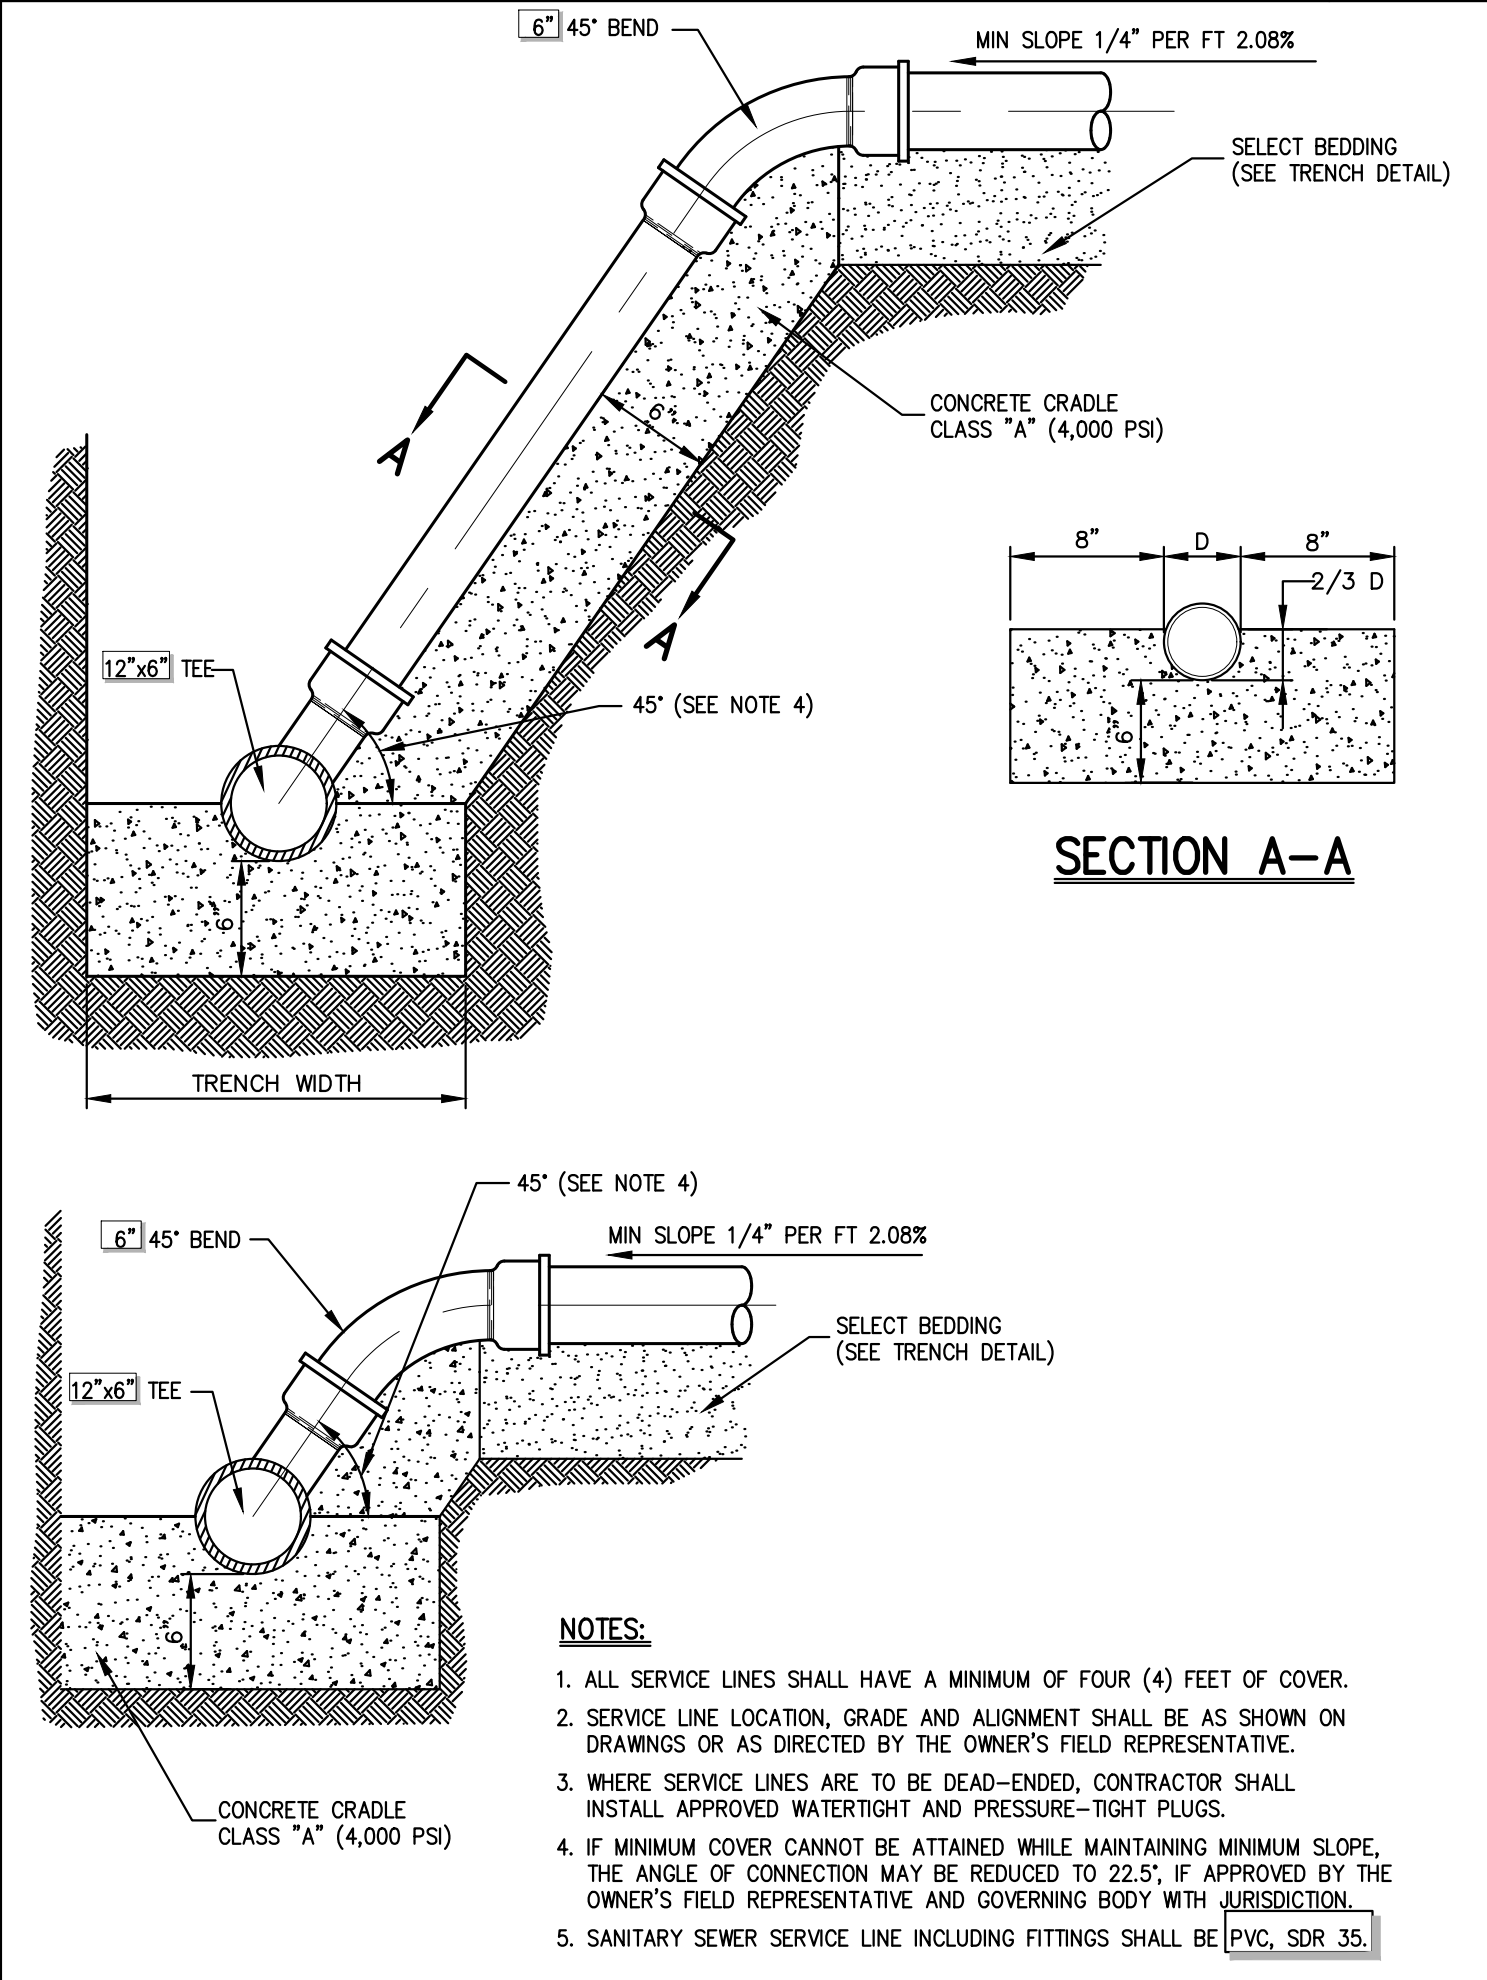 6" 45° BEND
MIN SLOPE 1/4" PER FT 2.08%
SELECT BEDDING
(SEE TRENCH DETAIL)
CONCRETE CRADLE
CLASS "A" (4,000 PSI)
6"
A
A
8"
D
8"
2/3 D
6"
SECTION A-A
12"x6" TEE
45° (SEE NOTE 4)
6"
TRENCH WIDTH
45° (SEE NOTE 4)
6" 45° BEND
MIN SLOPE 1/4" PER FT 2.08%
SELECT BEDDING
(SEE TRENCH DETAIL)
12"x6" TEE
6"
CONCRETE CRADLE
CLASS "A" (4,000 PSI)
NOTES:
1. ALL SERVICE LINES SHALL HAVE A MINIMUM OF FOUR (4) FEET OF COVER.
2. SERVICE LINE LOCATION, GRADE AND ALIGNMENT SHALL BE AS SHOWN ON
DRAWINGS OR AS DIRECTED BY THE OWNER'S FIELD REPRESENTATIVE.
3. WHERE SERVICE LINES ARE TO BE DEAD-ENDED, CONTRACTOR SHALL
INSTALL APPROVED WATERTIGHT AND PRESSURE-TIGHT PLUGS.
4. IF MINIMUM COVER CANNOT BE ATTAINED WHILE MAINTAINING MINIMUM SLOPE,
THE ANGLE OF CONNECTION MAY BE REDUCED TO 22.5°, IF APPROVED BY THE
OWNER'S FIELD REPRESENTATIVE AND GOVERNING BODY WITH JURISDICTION.
5. SANITARY SEWER SERVICE LINE INCLUDING FITTINGS SHALL BE PVC, SDR 35.